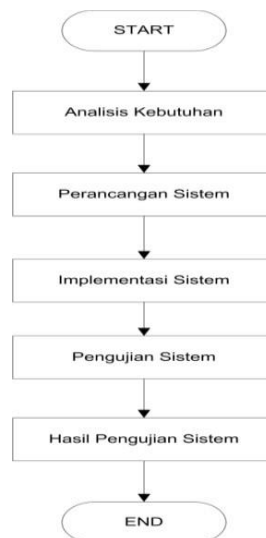 START
Analisis Kebutuhan
Perancangan Sistem
Implementasi Sistem
Pengujian Sistem
Hasil Pengujian Sistem
END